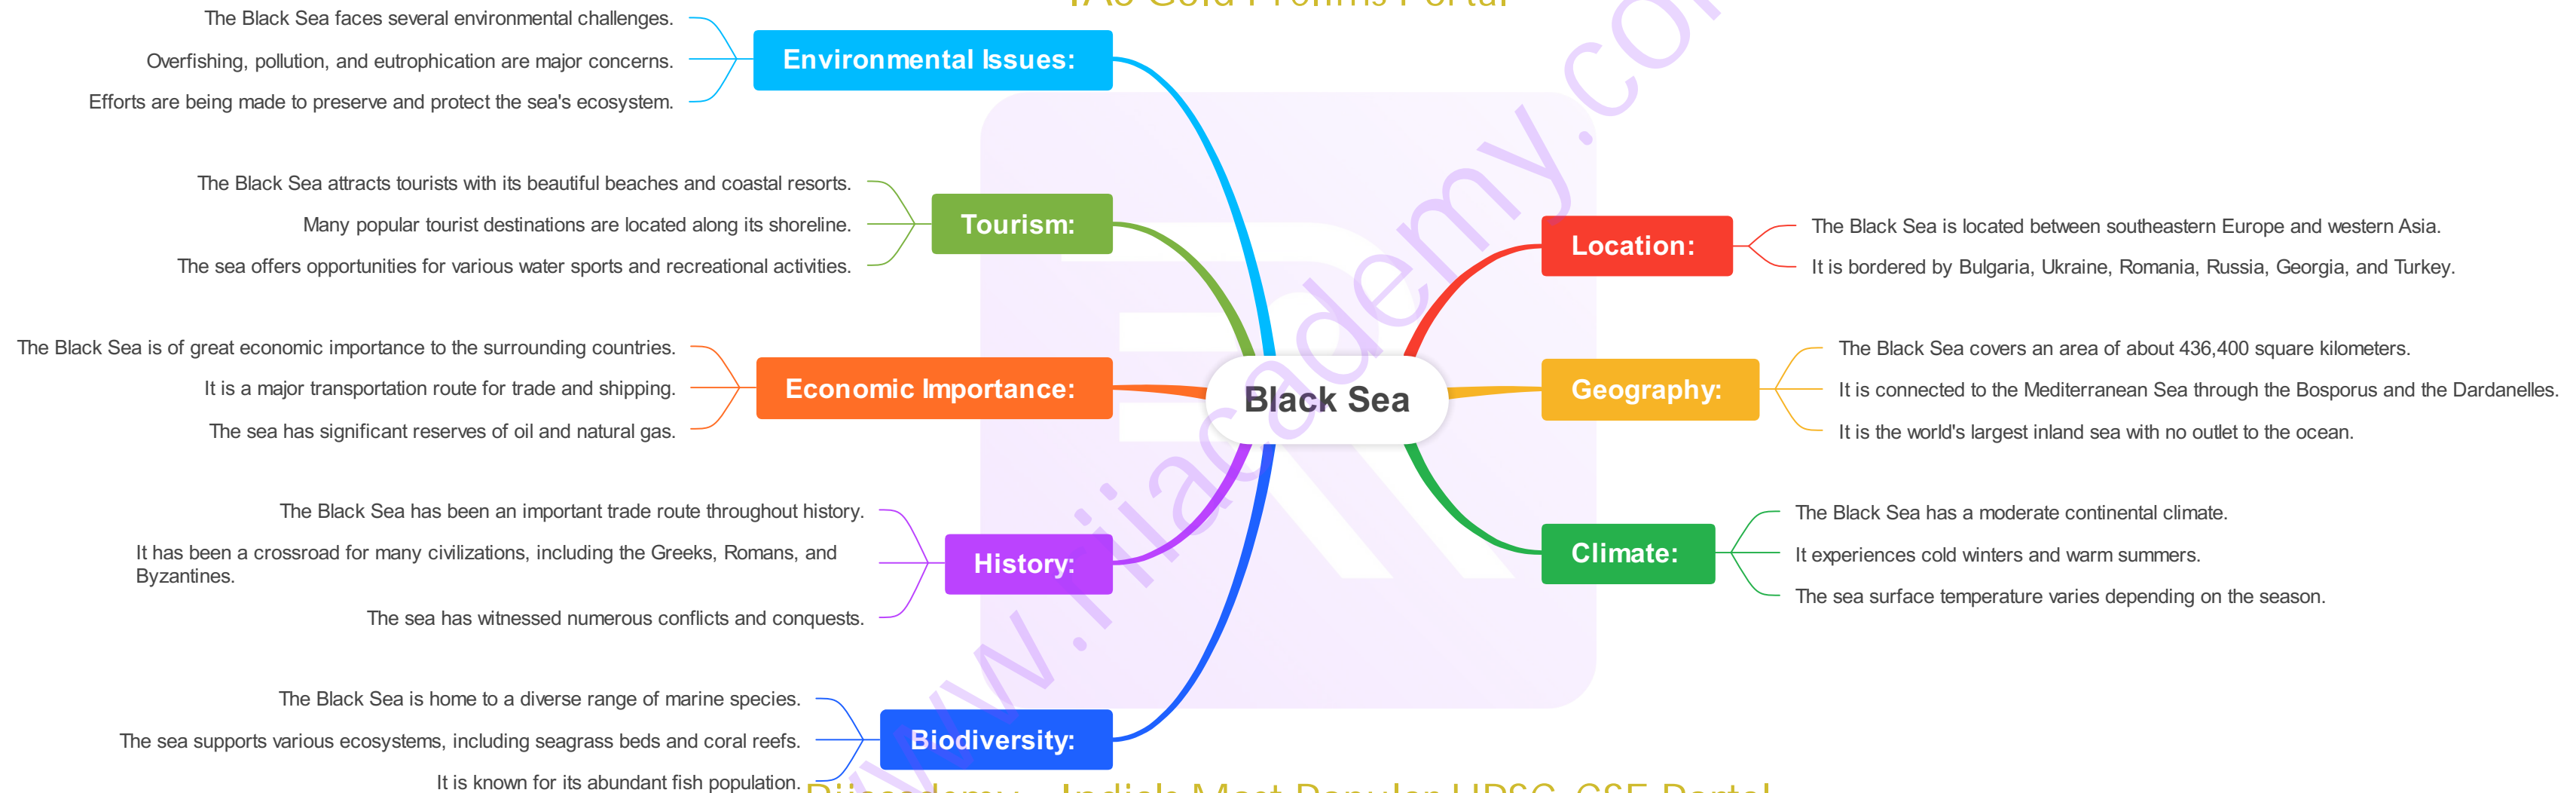 The Black Sea faces several environmental challenges.
Overfishing, pollution, and eutrophication are major concerns.
Efforts are being made to preserve and protect the sea's ecosystem.
Environmental Issues:
The Black Sea attracts tourists with its beautiful beaches and coastal resorts.
Many popular tourist destinations are located along its shoreline.
The sea offers opportunities for various water sports and recreational activities.
Tourism:
The Black Sea is of great economic importance to the surrounding countries.
It is a major transportation route for trade and shipping.
The sea has significant reserves of oil and natural gas.
Economic Importance:
The Black Sea has been an important trade route throughout history.
It has been a crossroad for many civilizations, including the Greeks, Romans, and
Byzantines.
The sea has witnessed numerous conflicts and conquests.
History:
The Black Sea is home to a diverse range of marine species.
The sea supports various ecosystems, including seagrass beds and coral reefs.
It is known for its abundant fish population.
Biodiversity:
Black Sea
Location:
The Black Sea is located between southeastern Europe and western Asia.
It is bordered by Bulgaria, Ukraine, Romania, Russia, Georgia, and Turkey.
Geography:
The Black Sea covers an area of about 436,400 square kilometers.
It is connected to the Mediterranean Sea through the Bosporus and the Dardanelles.
It is the world's largest inland sea with no outlet to the ocean.
Climate:
The Black Sea has a moderate continental climate.
It experiences cold winters and warm summers.
The sea surface temperature varies depending on the season.
www.rijacademy.com
India's Most Popular UPSC CSE Portal